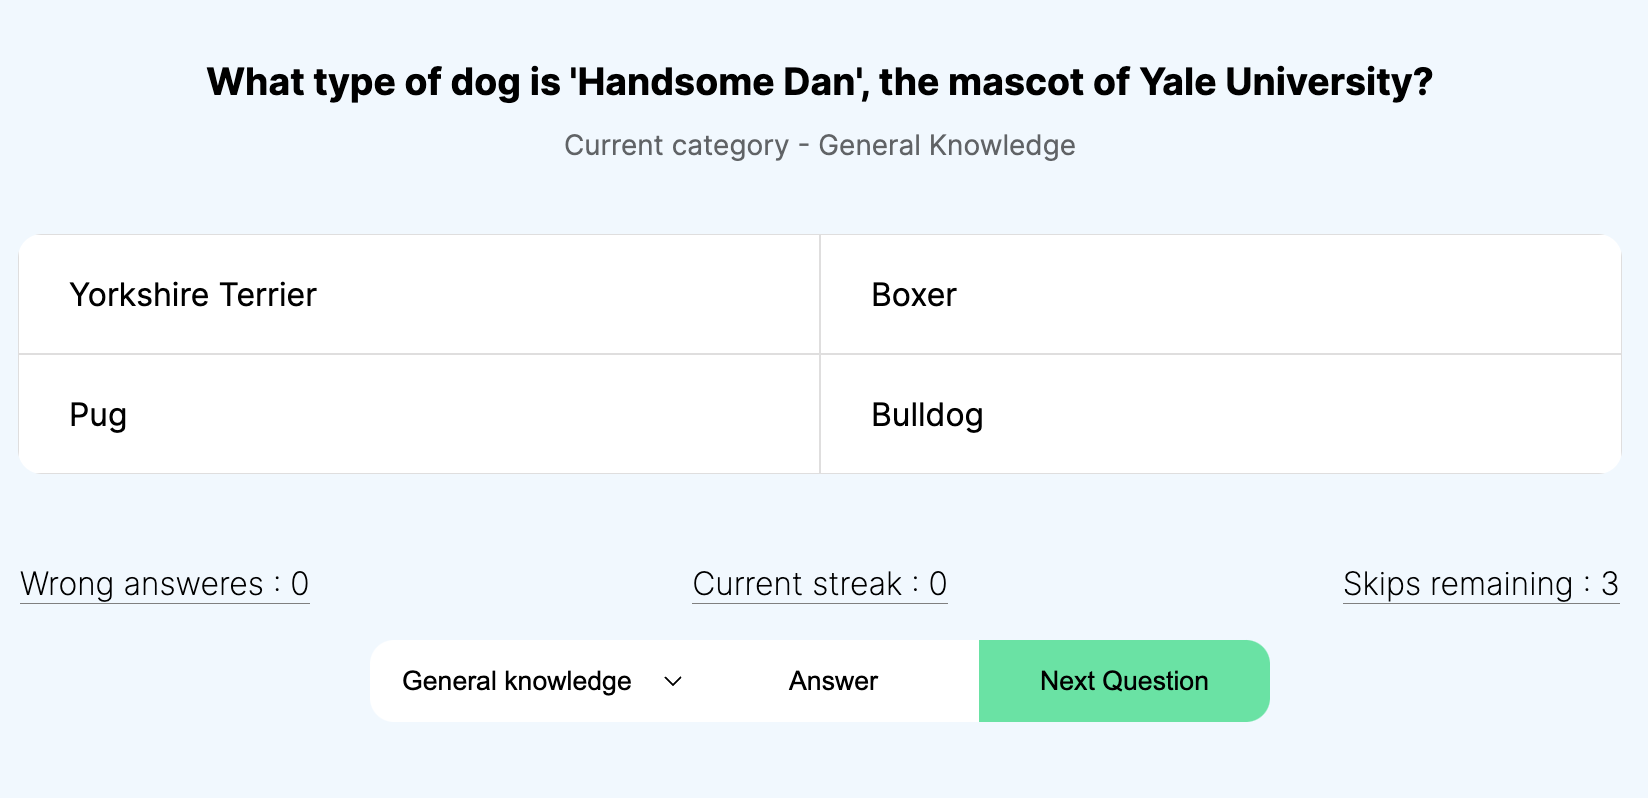 What type of dog is 'Handsome Dan', the mascot of Yale University?
Current category - General Knowledge
Yorkshire Terrier
Boxer
Pug
Bulldog
Wrong answeres : 0
Current streak : 0
Skips remaining : 3
General knowledge
Answer
Next Question